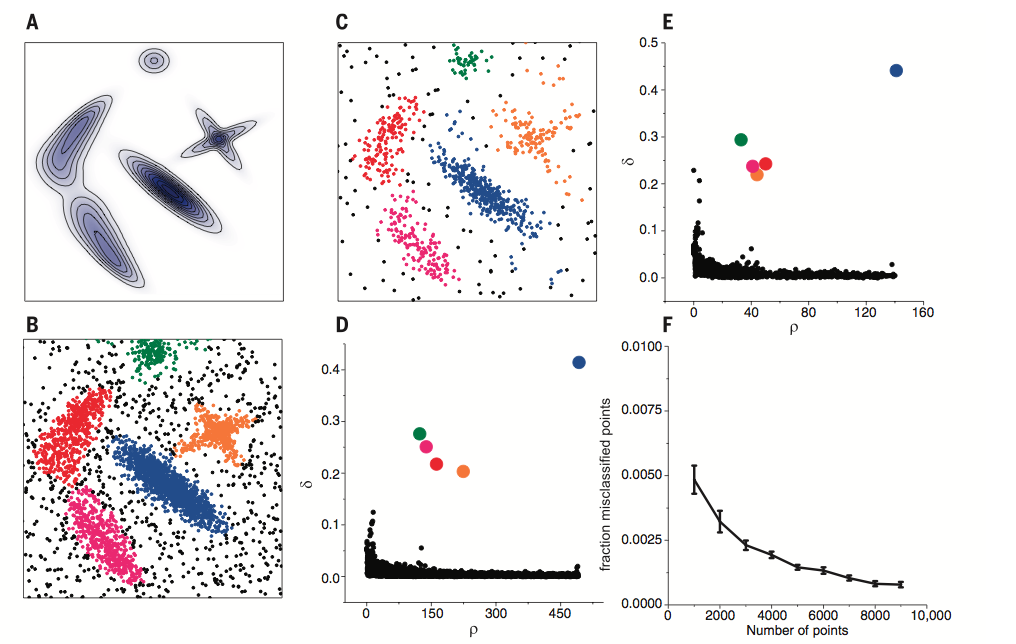 A
B
C
D
0.4
0.3
0.2
0.1
0.0
δ
0
150
300
450
ρ
E
0.5
0.4
0.3
0.2
0.1
0.0
δ
0
40
80
120
160
ρ
F
0.0100
0.0075
0.0050
0.0025
0.0000
fraction misclassified points
0
2000
4000
6000
8000
10,000
Number of points